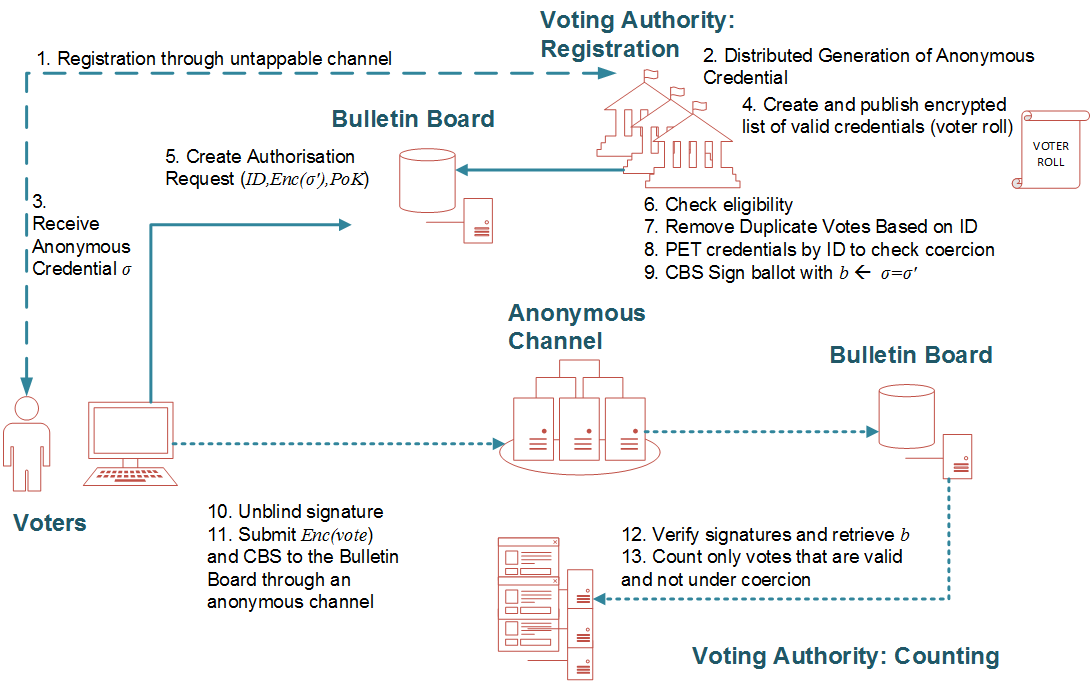 Voting Authority:
Registration
1. Registration through untappable channel
2. Distributed Generation of Anonymous
Credential
4. Create and publish encrypted
list of valid credentials (voter roll)
VOTER
ROLL
Bulletin Board
5. Create Authorisation
Request (ID,Enc(σ'),PoK)
3.
Receive
Anonymous
Credential σ
6. Check eligibility
7. Remove Duplicate Votes Based on ID
8. PET credentials by ID to check coercion
9. CBS Sign ballot with b ← σ=σ'
Anonymous
Channel
Bulletin Board
Voters
10. Unblind signature
11. Submit Enc(vote)
and CBS to the Bulletin
Board through an
anonymous channel
12. Verify signatures and retrieve b
13. Count only votes that are valid
and not under coercion
Voting Authority: Counting